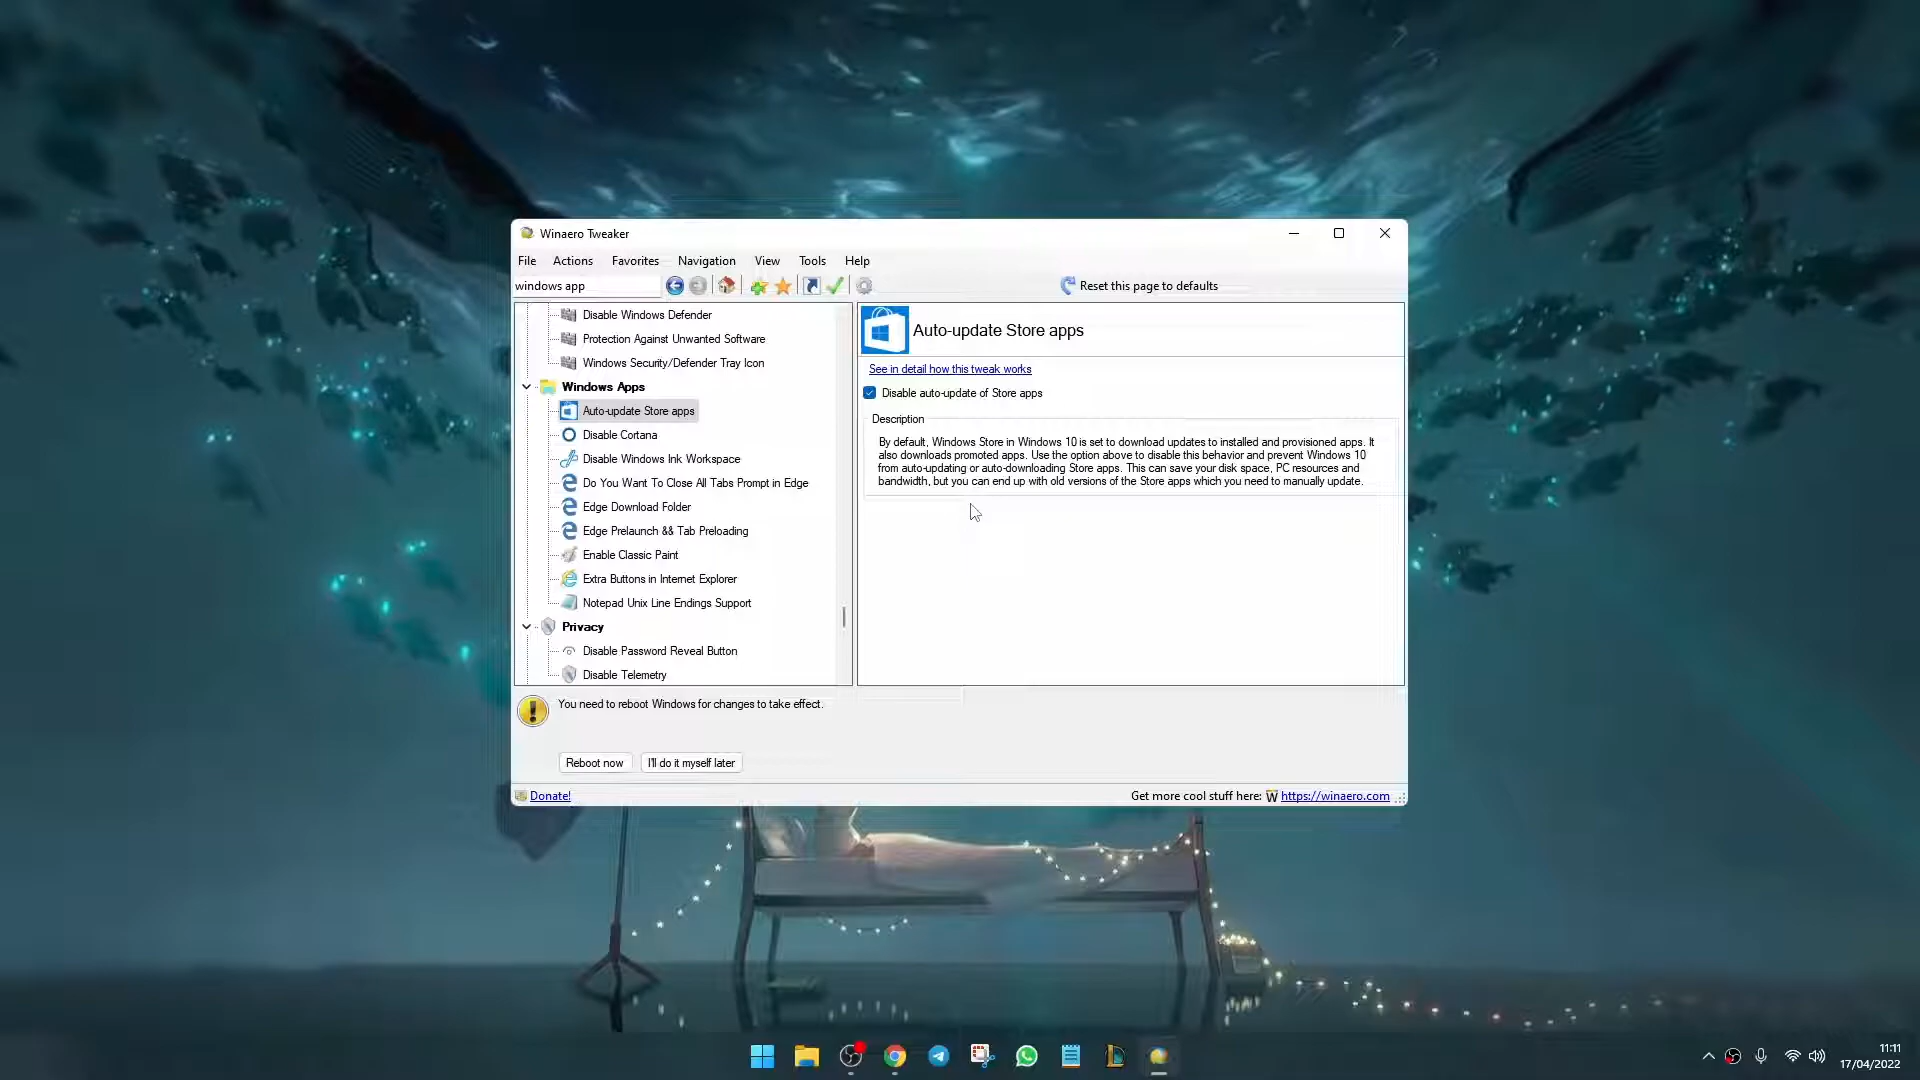 Winaero Tweaker
File Actions Favorites Navigation View Tools Help
windows app
Reset this page to defaults
Disable Windows Defender
Protection Against Unwanted Software
Windows Security/Defender Tray Icon
Windows Apps
Auto-update Store apps
Disable Cortana
Disable Windows Ink Workspace
Do You Want To Close All Tabs Prompt in Edge
Edge Download Folder
Edge Prelaunch && Tab Preloading
Enable Classic Paint
Extra Buttons in Internet Explorer
Notepad Unix Line Endings Support
Privacy
Disable Password Reveal Button
Disable Telemetry
Auto-update Store apps
See in detail how this tweak works
Disable auto-update of Store apps
Description
By default, Windows Store in Windows 10 is set to download updates to installed and provisioned apps. It
also downloads promoted apps. Use the option above to disable this behavior and prevent Windows 10
from auto-updating or auto-downloading Store apps. This can save your disk space, PC resources and
bandwidth, but you can end up with old versions of the Store apps which you need to manually update.
You need to reboot Windows for changes to take effect.
Reboot now I'll do it myself later
Donate!
Get more cool stuff here: W https://winaero.com
11:11
17/04/2022